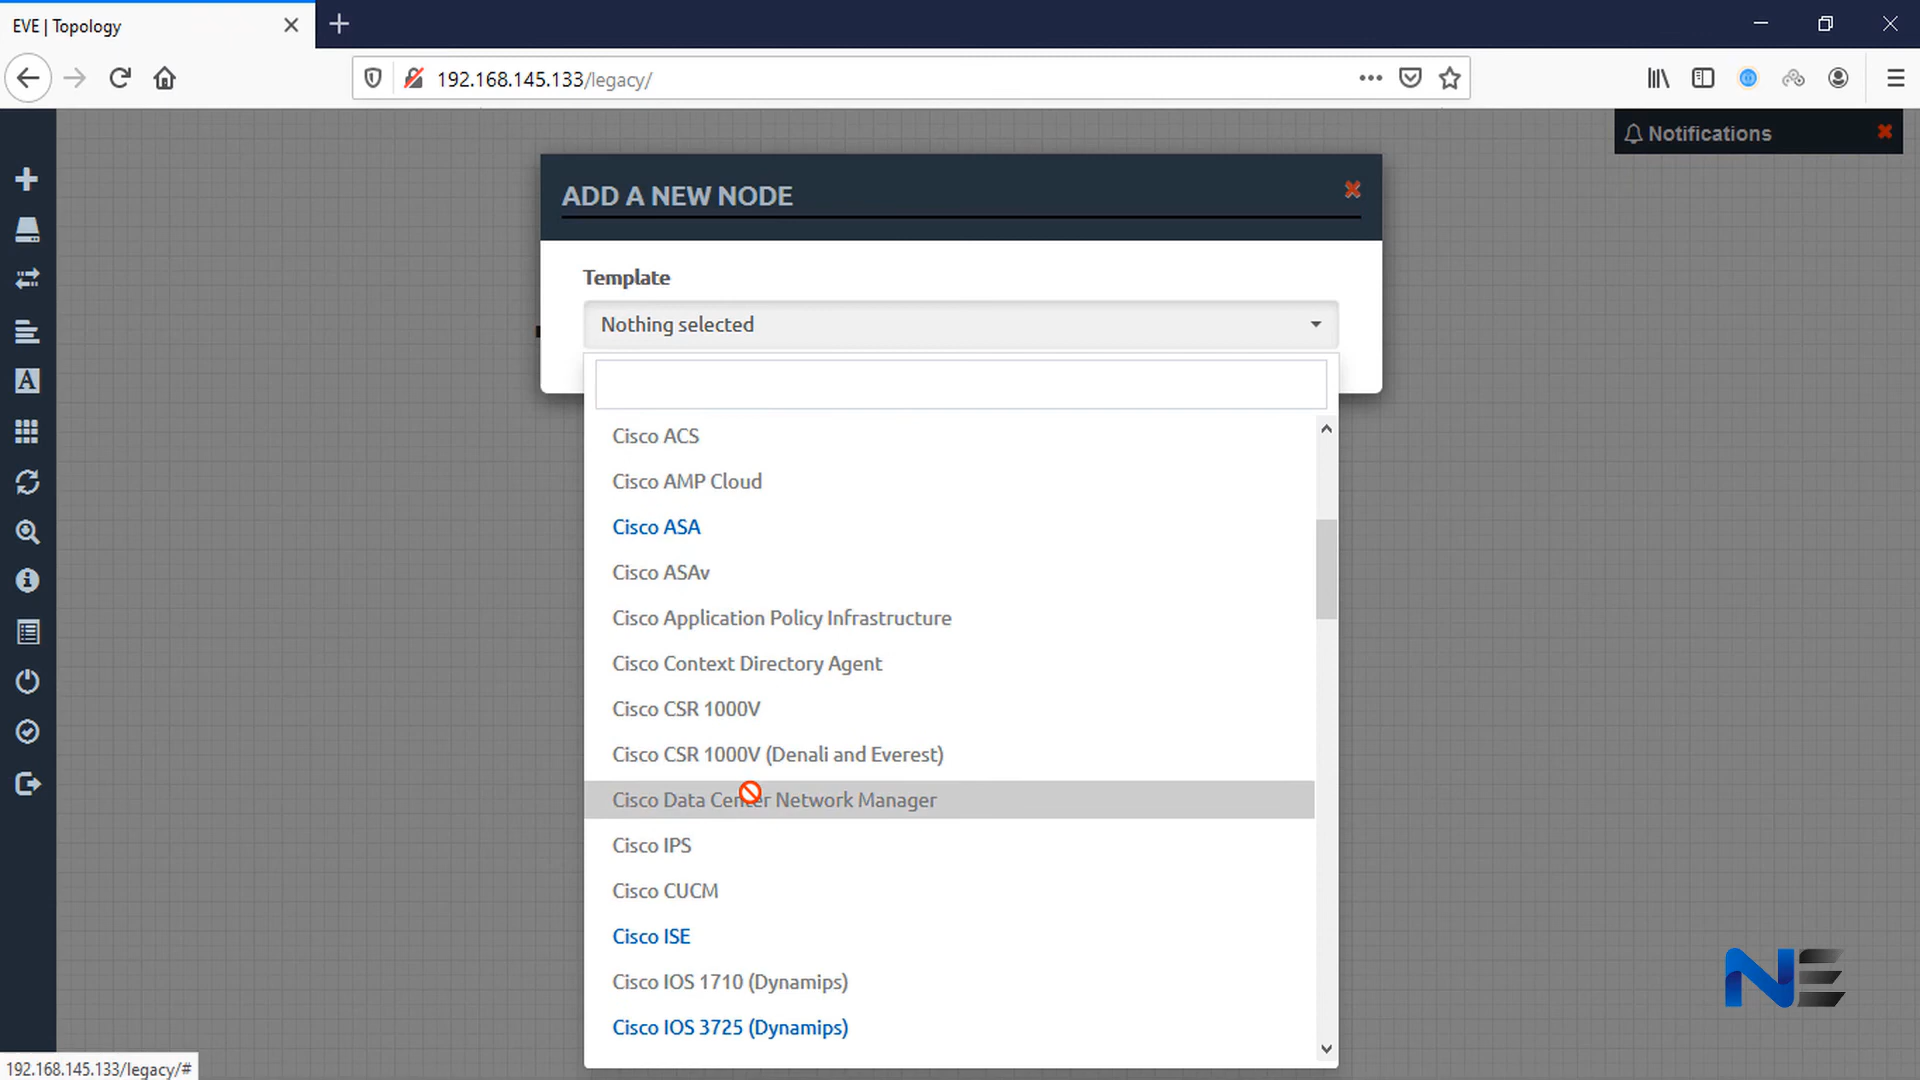 EVE | Topology
192.168.145.133/legacy/
Notifications
ADD A NEW NODE
Template
Nothing selected
Cisco ACS
Cisco AMP Cloud
Cisco ASA
Cisco ASAv
Cisco Application Policy Infrastructure
Cisco Context Directory Agent
Cisco CSR 1000V
Cisco CSR 1000V (Denali and Everest)
Cisco Data Center Network Manager
Cisco IPS
Cisco CUCM
Cisco ISE
Cisco IOS 1710 (Dynamips)
Cisco IOS 3725 (Dynamips)
NE
192.168.145.133/legacy/#